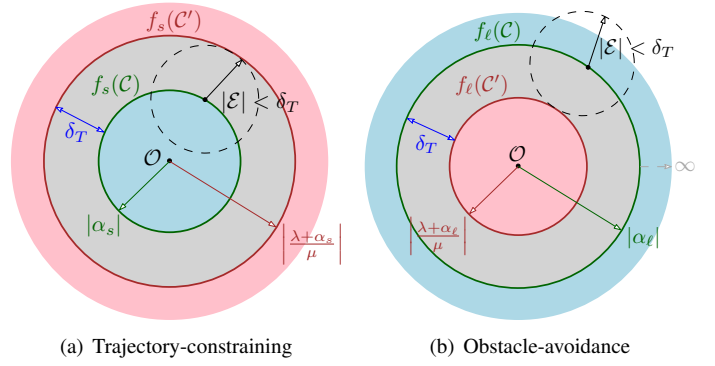 f_s(C′)
f_s(C)
|E| < δ_T
δ_T
O
|α_s|
|λ+α_s / μ|
(a) Trajectory-constraining
f_ℓ(C)
|E| < δ_T
f_ℓ(C′)
δ_T
O
∞
|λ+α_ℓ / μ|
|α_ℓ|
(b) Obstacle-avoidance